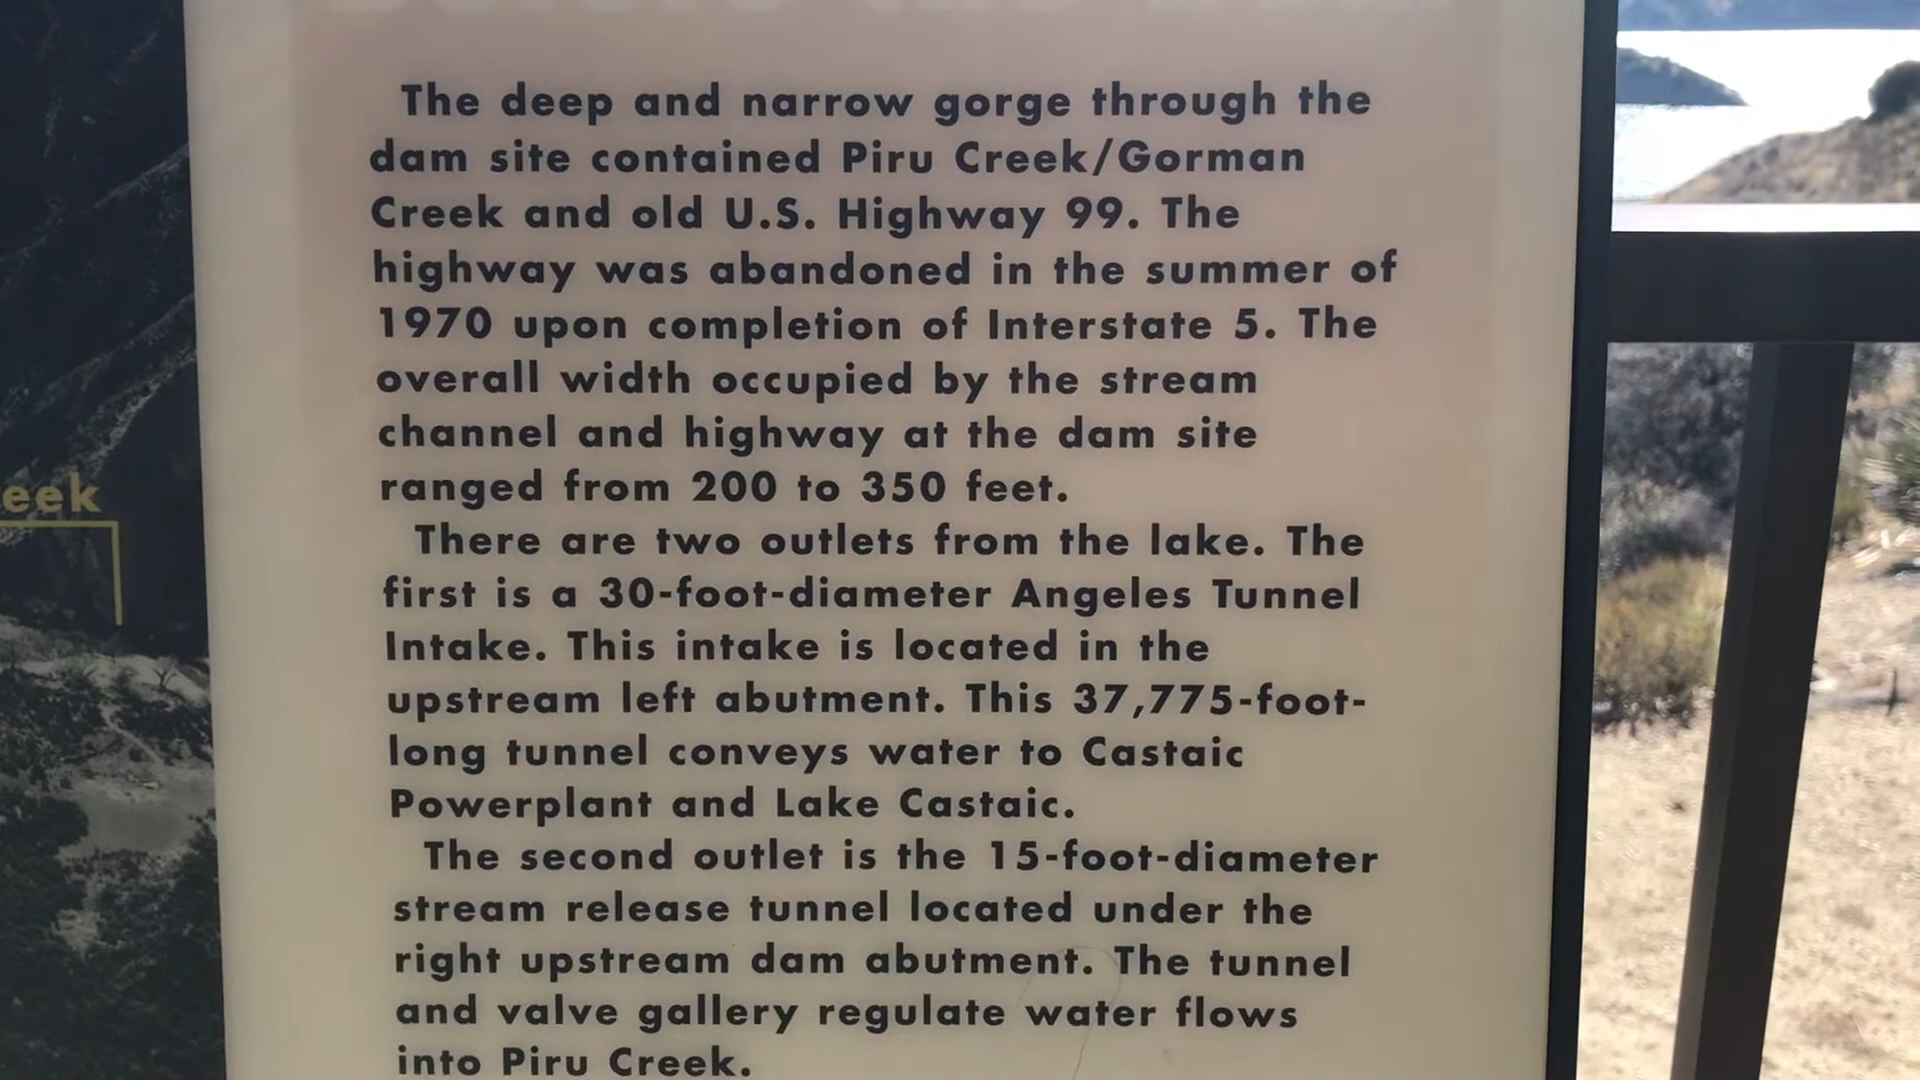 The deep and narrow gorge through the
dam site contained Piru Creek/Gorman
Creek and old U.S. Highway 99. The
highway was abandoned in the summer of
1970 upon completion of Interstate 5. The
overall width occupied by the stream
channel and highway at the dam site
ranged from 200 to 350 feet.
There are two outlets from the lake. The
first is a 30-foot-diameter Angeles Tunnel
Intake. This intake is located in the
upstream left abutment. This 37,775-foot-
long tunnel conveys water to Castaic
Powerplant and Lake Castaic.
The second outlet is the 15-foot-diameter
stream release tunnel located under the
right upstream dam abutment. The tunnel
and valve gallery regulate water flows
into Piru Creek.
eek